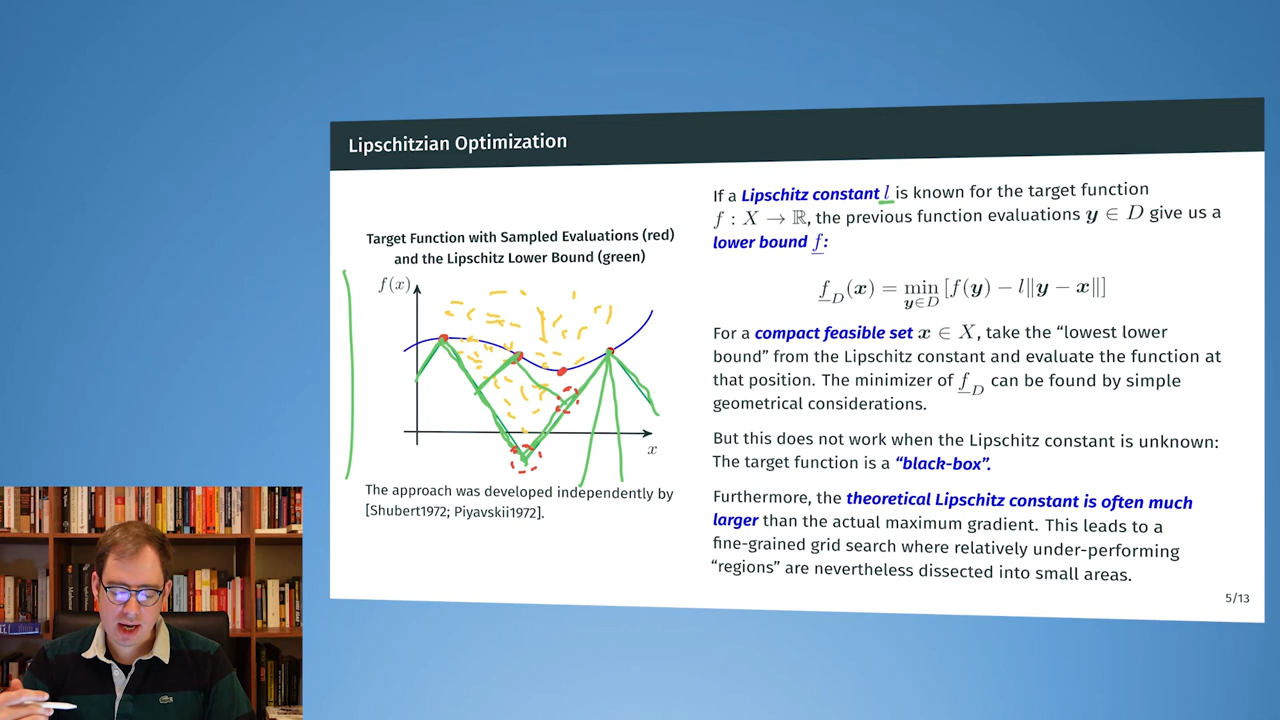 Lipschitzian Optimization
Target Function with Sampled Evaluations (red)
and the Lipschitz Lower Bound (green)
f(x)
x
The approach was developed independently by
[Shubert1972; Piyavskii1972].
If a Lipschitz constant l is known for the target function
f : X → ℝ, the previous function evaluations y ∈ D give us a
lower bound f:
f_D(x) = min_{y∈D} [f(y) − l‖y − x‖]
For a compact feasible set x ∈ X, take the “lowest lower
bound” from the Lipschitz constant and evaluate the function at
that position. The minimizer of f_D can be found by simple
geometrical considerations.
But this does not work when the Lipschitz constant is unknown:
The target function is a “black-box”.
Furthermore, the theoretical Lipschitz constant is often much
larger than the actual maximum gradient. This leads to a
fine-grained grid search where relatively under-performing
“regions” are nevertheless dissected into small areas.
5/13